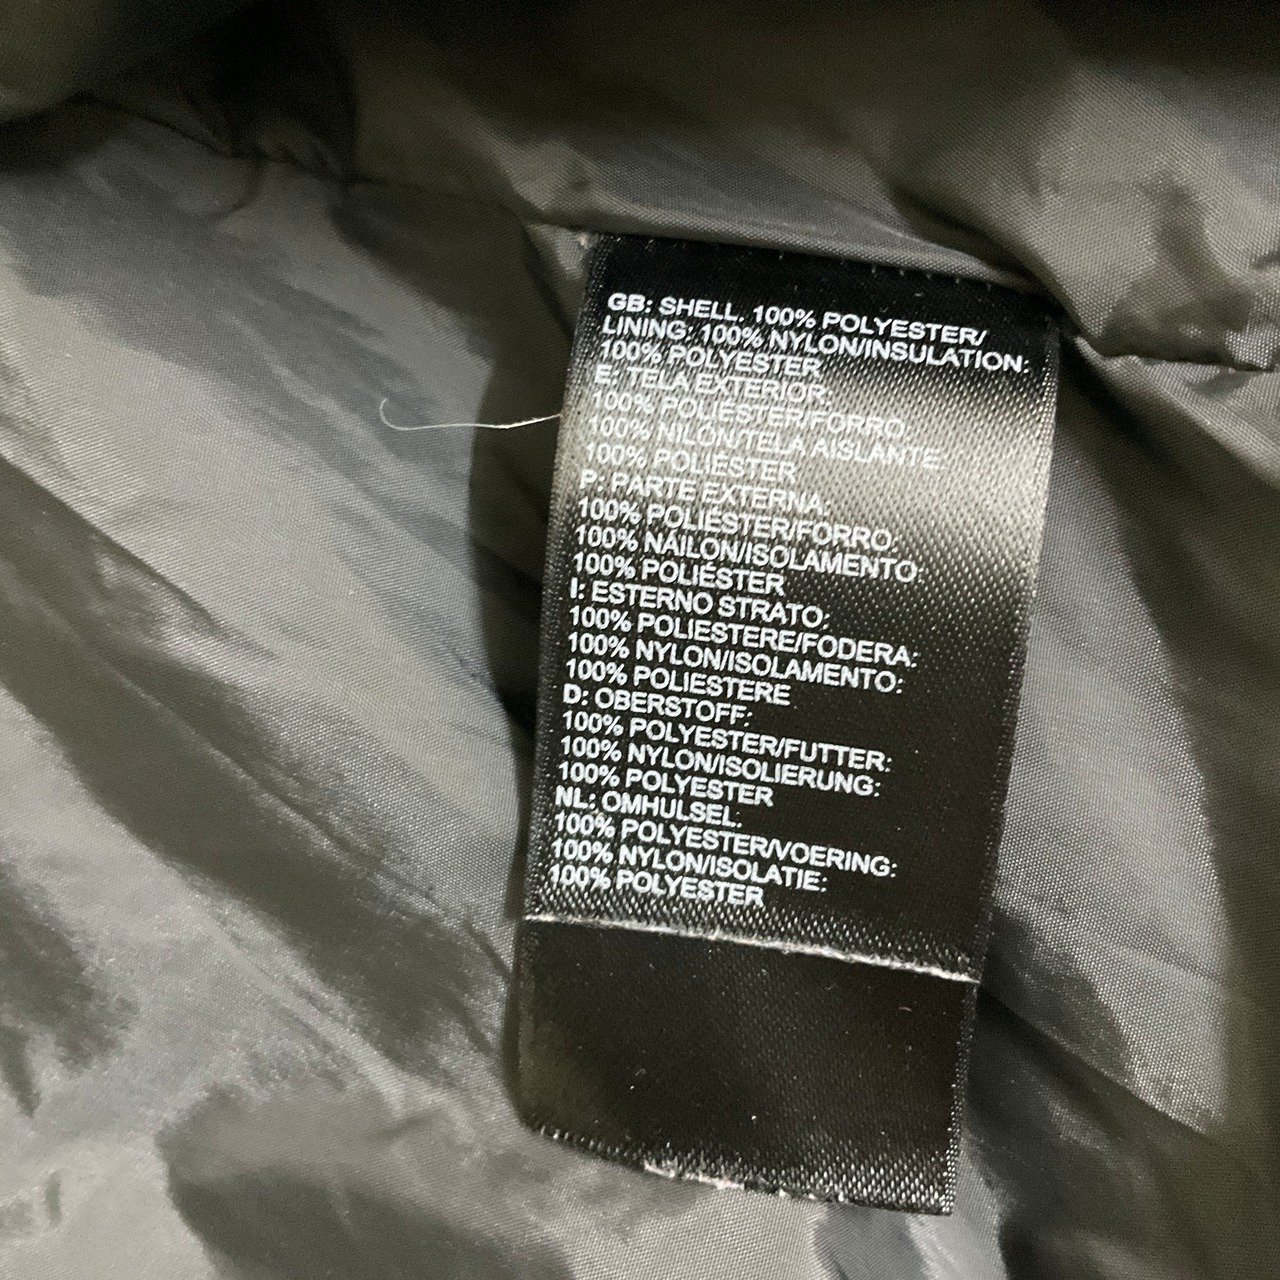 GB: SHELL. 100% POLYESTER/
LINING: 100% NYLON/INSULATION:
100% POLYESTER
E: TELA EXTERIOR.
100% POLIÉSTER/FORRO.
100% NILÓN/TELA AISLANTE
100% POLIÉSTER
P: PARTE EXTERNA:
100% POLIÉSTER/FORRO.
100% NÁILON/ISOLAMENTO:
100% POLIÉSTER
I: ESTERNO STRATO:
100% POLIESTERE/FODERA:
100% NYLON/ISOLAMENTO:
100% POLIESTERE
D: OBERSTOFF:
100% POLYESTER/FUTTER:
100% NYLON/ISOLIERUNG:
100% POLYESTER
NL: OMHULSEL.
100% POLYESTER/VOERING:
100% NYLON/ISOLATIE:
100% POLYESTER